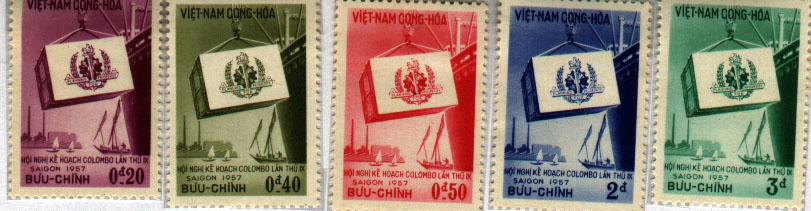 HỘI NGHỊ KẾ HOẠCH COLOMBO LẦN THỨ IX
SAIGON 1957
BƯU-CHÍNH 0đ20
VIỆT-NAM CỘNG-HÒA
HỘI NGHỊ KẾ HOẠCH COLOMBO LẦN THỨ IX
SAIGON 1957
BƯU-CHÍNH 0đ40
VIỆT-NAM CỘNG-HÒA
HỘI NGHỊ KẾ HOẠCH COLOMBO LẦN THỨ IX
SAIGON 1957
BƯU-CHÍNH 0đ50
VIỆT-NAM CỘNG-HÒA
HỘI NGHỊ KẾ HOẠCH COLOMBO LẦN THỨ IX
SAIGON 1957
BƯU-CHÍNH 2đ
VIỆT-NAM CỘNG-HÒA
HỘI NGHỊ KẾ HOẠCH COLOMBO LẦN THỨ IX
SAIGON 1957
BƯU-CHÍNH 3đ